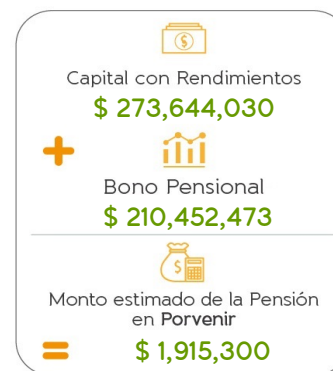 Capital con Rendimientos
$ 273,644,030
+
Bono Pensional
$ 210,452,473
Monto estimado de la Pensión
en Porvenir
= $ 1,915,300